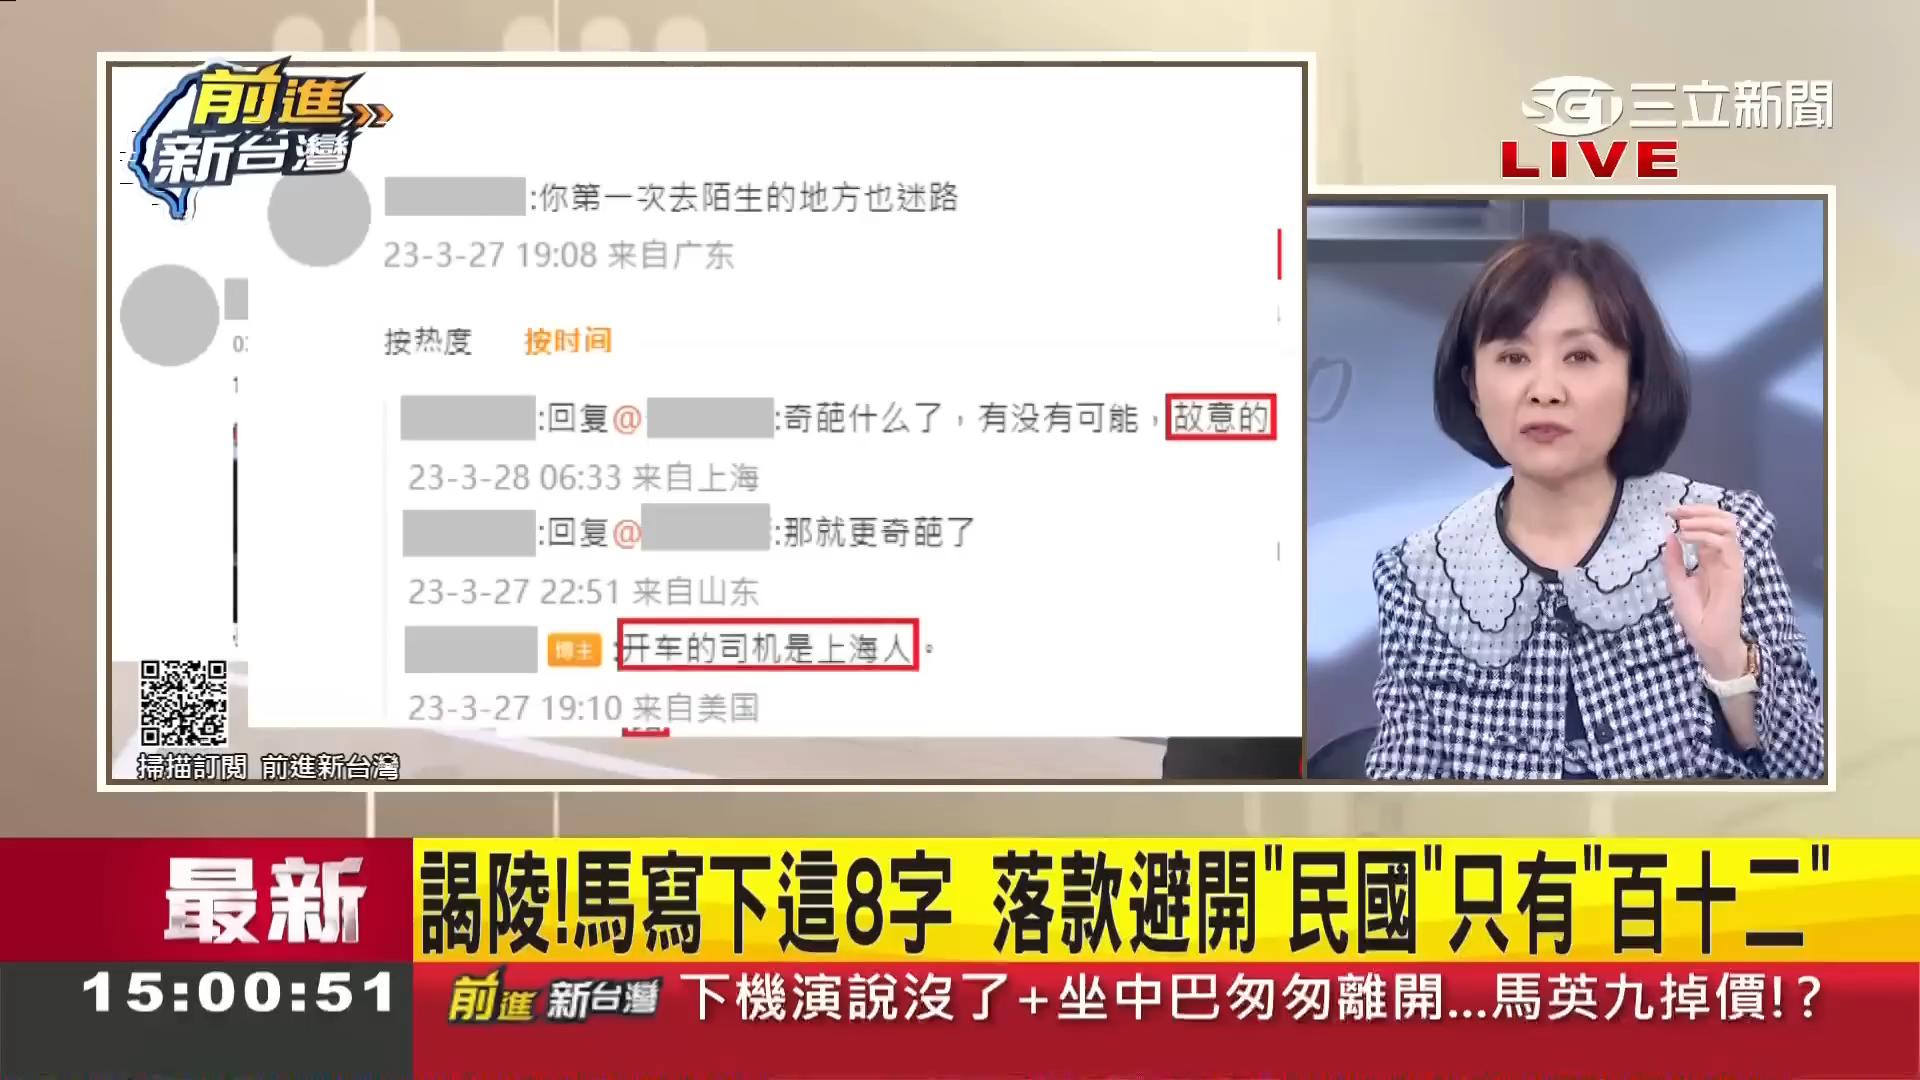 前進
新台灣
SET三立新聞
LIVE
:你第一次去陌生的地方也迷路
23-3-27 19:08 来自广东
按热度 按时间
:回复@ :奇葩什么了，有没有可能，故意的
23-3-28 06:33 来自上海
:回复@ :那就更奇葩了
23-3-27 22:51 来自山东
博主 :开车的司机是上海人。
23-3-27 19:10 来自美国
掃描訂閱 前進新台灣
最新 謁陵!馬寫下這8字 落款避開"民國"只有"百十二"
15:00:51 前進新台灣 下機演說沒了+坐中巴匆匆離開...馬英九掉價!?